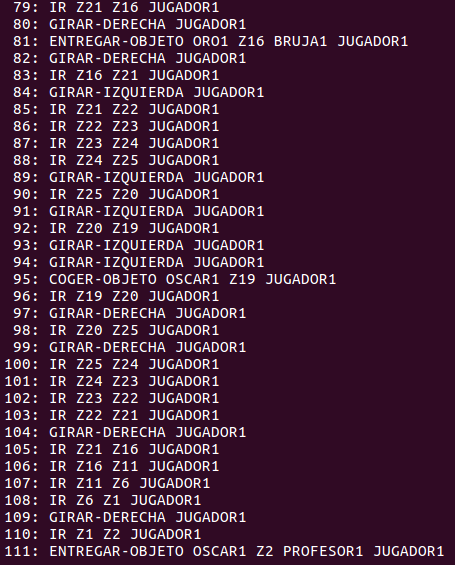 79: IR Z21 Z16 JUGADOR1
80: GIRAR-DERECHA JUGADOR1
81: ENTREGAR-OBJETO ORO1 Z16 BRUJA1 JUGADOR1
82: GIRAR-DERECHA JUGADOR1
83: IR Z16 Z21 JUGADOR1
84: GIRAR-IZQUIERDA JUGADOR1
85: IR Z21 Z22 JUGADOR1
86: IR Z22 Z23 JUGADOR1
87: IR Z23 Z24 JUGADOR1
88: IR Z24 Z25 JUGADOR1
89: GIRAR-IZQUIERDA JUGADOR1
90: IR Z25 Z20 JUGADOR1
91: GIRAR-IZQUIERDA JUGADOR1
92: IR Z20 Z19 JUGADOR1
93: GIRAR-IZQUIERDA JUGADOR1
94: GIRAR-IZQUIERDA JUGADOR1
95: COGER-OBJETO OSCAR1 Z19 JUGADOR1
96: IR Z19 Z20 JUGADOR1
97: GIRAR-DERECHA JUGADOR1
98: IR Z20 Z25 JUGADOR1
99: GIRAR-DERECHA JUGADOR1
100: IR Z25 Z24 JUGADOR1
101: IR Z24 Z23 JUGADOR1
102: IR Z23 Z22 JUGADOR1
103: IR Z22 Z21 JUGADOR1
104: GIRAR-DERECHA JUGADOR1
105: IR Z21 Z16 JUGADOR1
106: IR Z16 Z11 JUGADOR1
107: IR Z11 Z6 JUGADOR1
108: IR Z6 Z1 JUGADOR1
109: GIRAR-DERECHA JUGADOR1
110: IR Z1 Z2 JUGADOR1
111: ENTREGAR-OBJETO OSCAR1 Z2 PROFESOR1 JUGADOR1